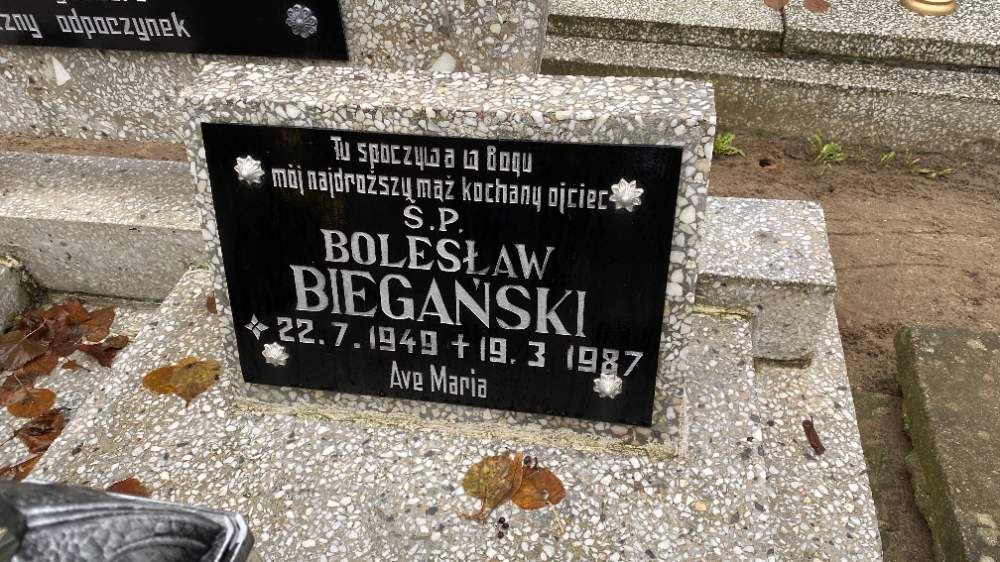 zny odpoczynek
Tu spoczywa w Bogu
mój najdroższy mąż kochany ojciec
Ś.P.
BOLESŁAW
BIEGAŃSKI
22.7.1949 + 19.3 1987
Ave Maria